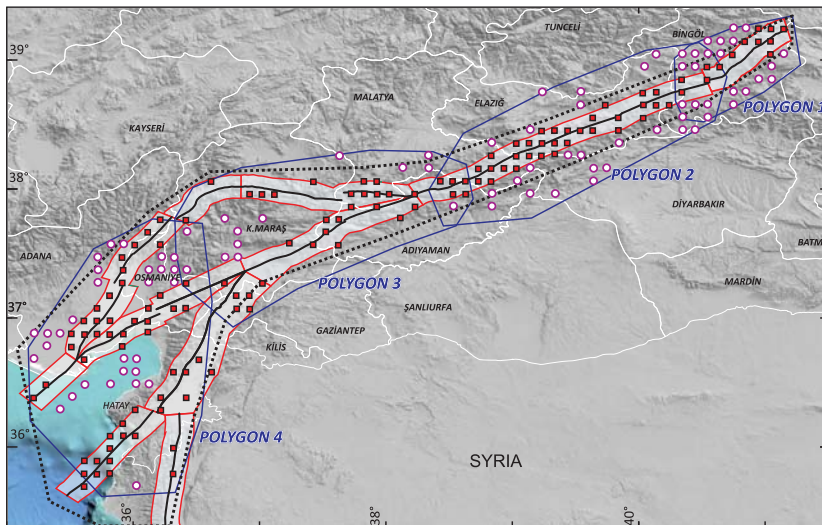 39°
TUNCELİ
BİNGÖL
MALATYA
ELAZIĞ
POLYGON 1
KAYSERİ
38°
POLYGON 2
DİYARBAKIR
K.MARAŞ
ADIYAMAN
BATM
ADANA
OSMANİYE
POLYGON 3
MARDİN
ŞANLIURFA
37°
GAZİANTEP
KİLİS
HATAY
POLYGON 4
36°
SYRIA
36°
38°
40°